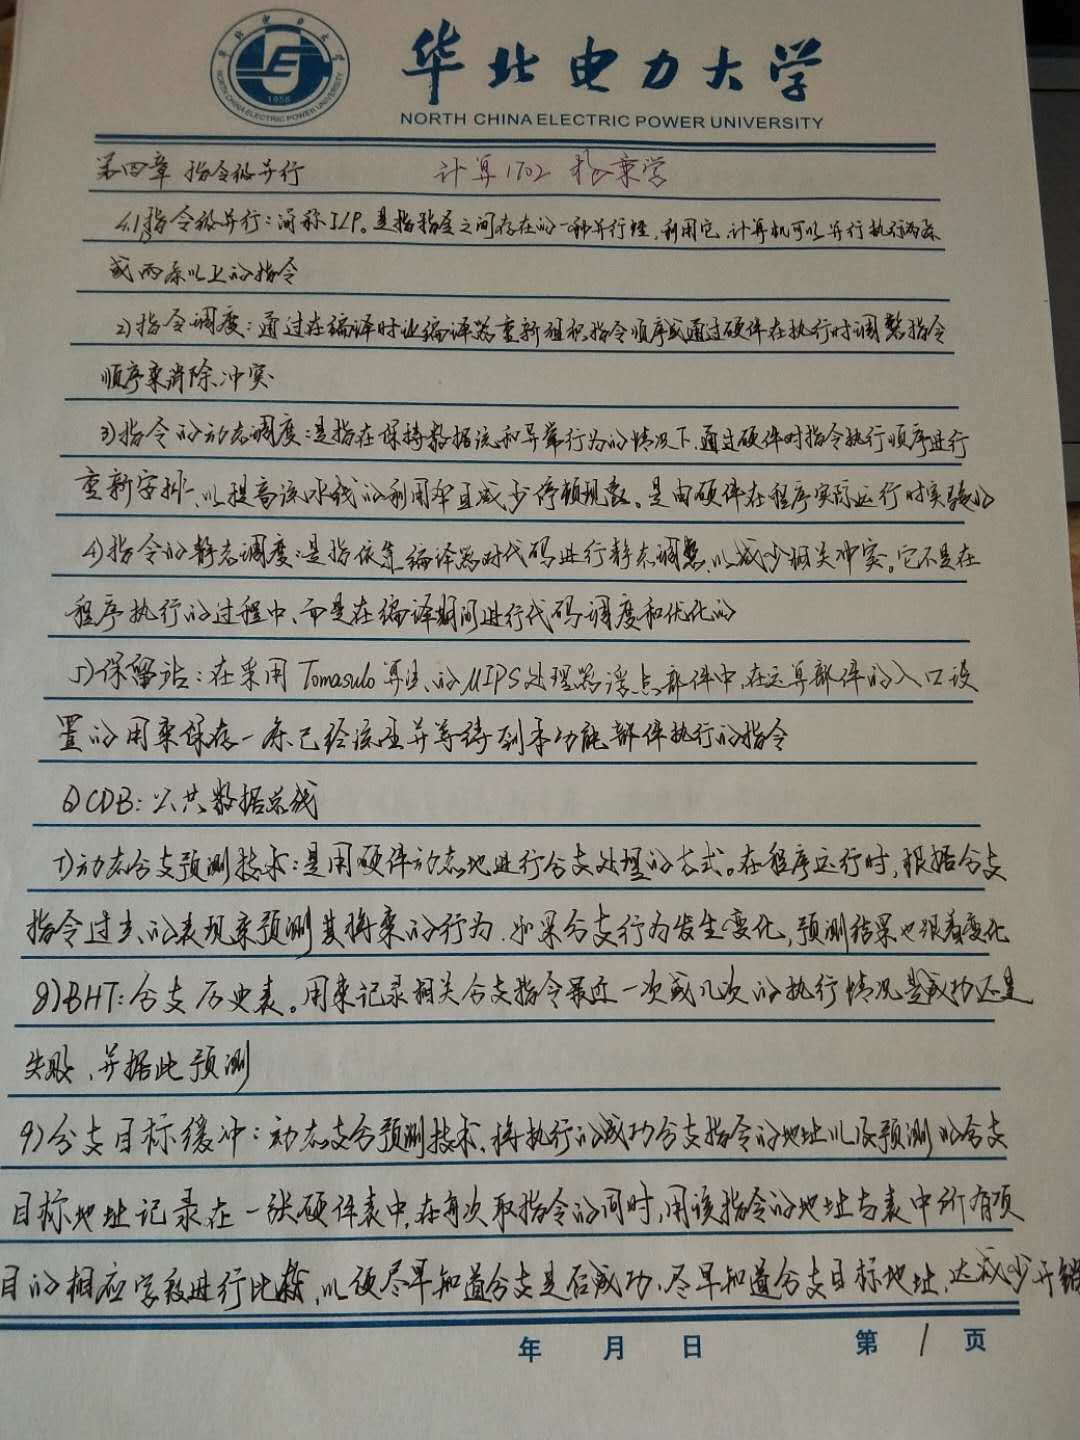 华北电力大学
NORTH CHINA ELECTRIC POWER UNIVERSITY
NORTH CHINA ELECTRIC POWER UNIVERSITY
1958
第四章 指令级并行 计算1702
4.1 指令级并行：简称ILP。是指指令之间存在的一种并行性，利用它，计算机可以并行执行两条
或两条以上的指令
2)指令调度：通过在编译时让编译器重新组织指令顺序或通过硬件在执行时调整指令
顺序来消除冲突
3)指令的动态调度：是指在保持数据流和异常行为的情况下，通过硬件对指令执行顺序进行
重新安排，以提高流水线的利用率且减少停顿现象。是由硬件在程序实际运行时实施的
4)指令的静态调度：是指依靠编译器对代码进行静态调整，以减少相关冲突。它不是在
程序执行的过程中、而是在编译期间进行代码调度和优化的
5)保留站：在采用Tomasulo算法的MIPS处理器浮点部件中，在运算部件的入口设
置的用来保存一条已经流出并等待到本功能部件执行的指令
6)CDB：公共数据总线
7)动态分支预测技术：是用硬件动态地进行分支处理的方式。在程序运行时，根据分支
指令过去的表现来预测其将来的行为．如果分支行为发生变化，预测结果也跟着变化
8)BHT：分支历史表。用来记录相关分支指令最近一次或几次的执行情况是成功还是
失败、并据此预测
9)分支目标缓冲：动态支分预测技术，将执行的成功分支指令的地址以及预测的分支
目标地址记录在一张硬件表中，在每次取指令的同时，用该指令的地址与表中所有项
目的相应字段进行比较，以便尽早知道分支是否成功，尽早知道分支目标地址，达减少开销
年 月 日 第 1 页